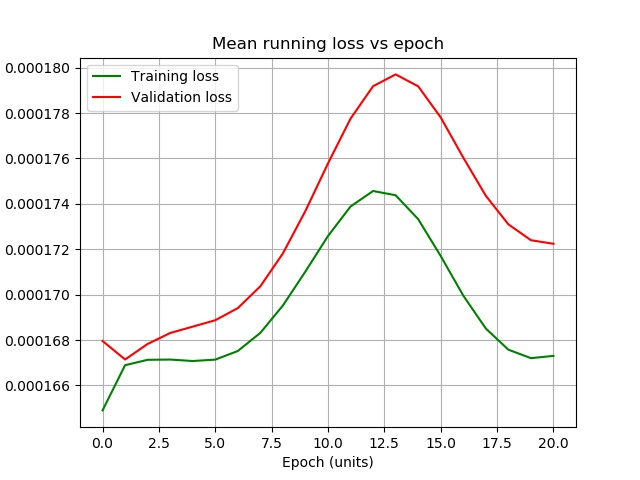 Mean running loss vs epoch
Training loss
Validation loss
0.000180
0.000178
0.000176
0.000174
0.000172
0.000170
0.000168
0.000166
0.0 2.5 5.0 7.5 10.0 12.5 15.0 17.5 20.0
Epoch (units)